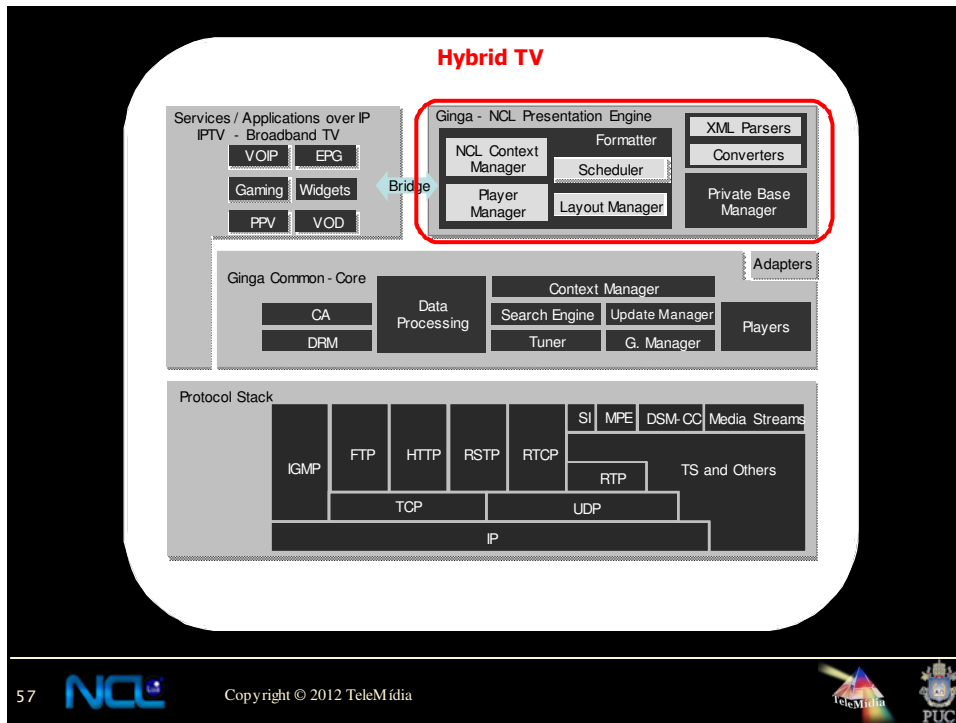 Hybrid TV
Services / Applications over IP
IPTV - Broadband TV
VOIP
EPG
Gaming
Widgets
PPV
VOD
Bridge
Ginga - NCL Presentation Engine
Formatter
NCL Context
Manager
Scheduler
Player
Manager
Layout Manager
XML Parsers
Converters
Private Base
Manager
Adapters
Ginga Common - Core
CA
DRM
Data
Processing
Context Manager
Search Engine
Update Manager
Tuner
G. Manager
Players
Protocol Stack
IGMP
FTP
HTTP
RSTP
RTCP
SI
MPE
DSM-CC
Media Streams
RTP
TS and Others
TCP
UDP
IP
57
NCL
Copyright © 2012 TeleMídia
TeleMídia
PUC